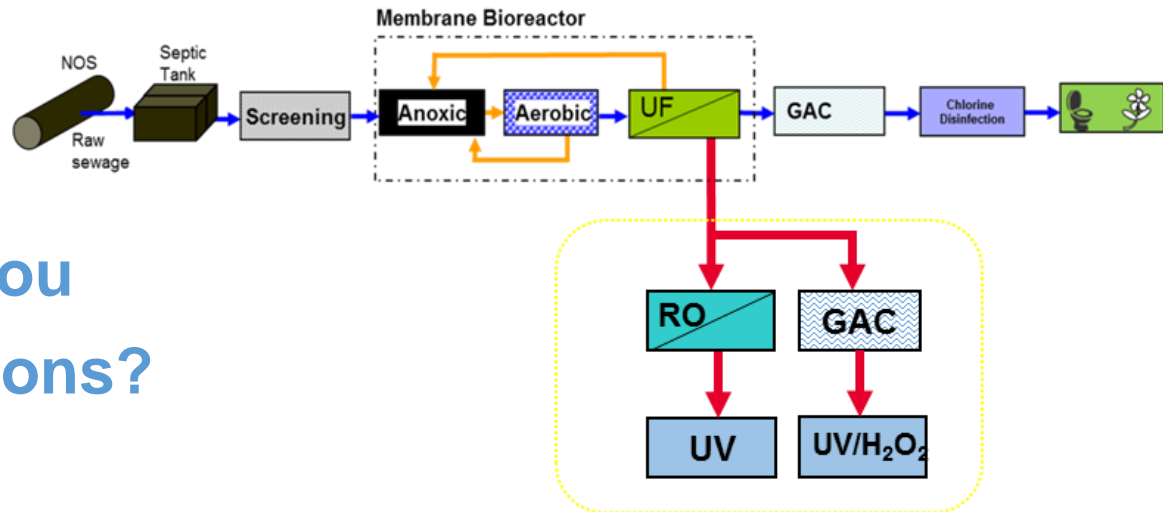 Membrane Bioreactor
NOS
Septic
Tank
Raw
sewage
Screening
Anoxic
Aerobic
UF
GAC
Chlorine
Disinfection
ou
ons?
RO
GAC
UV
UV/H₂O₂